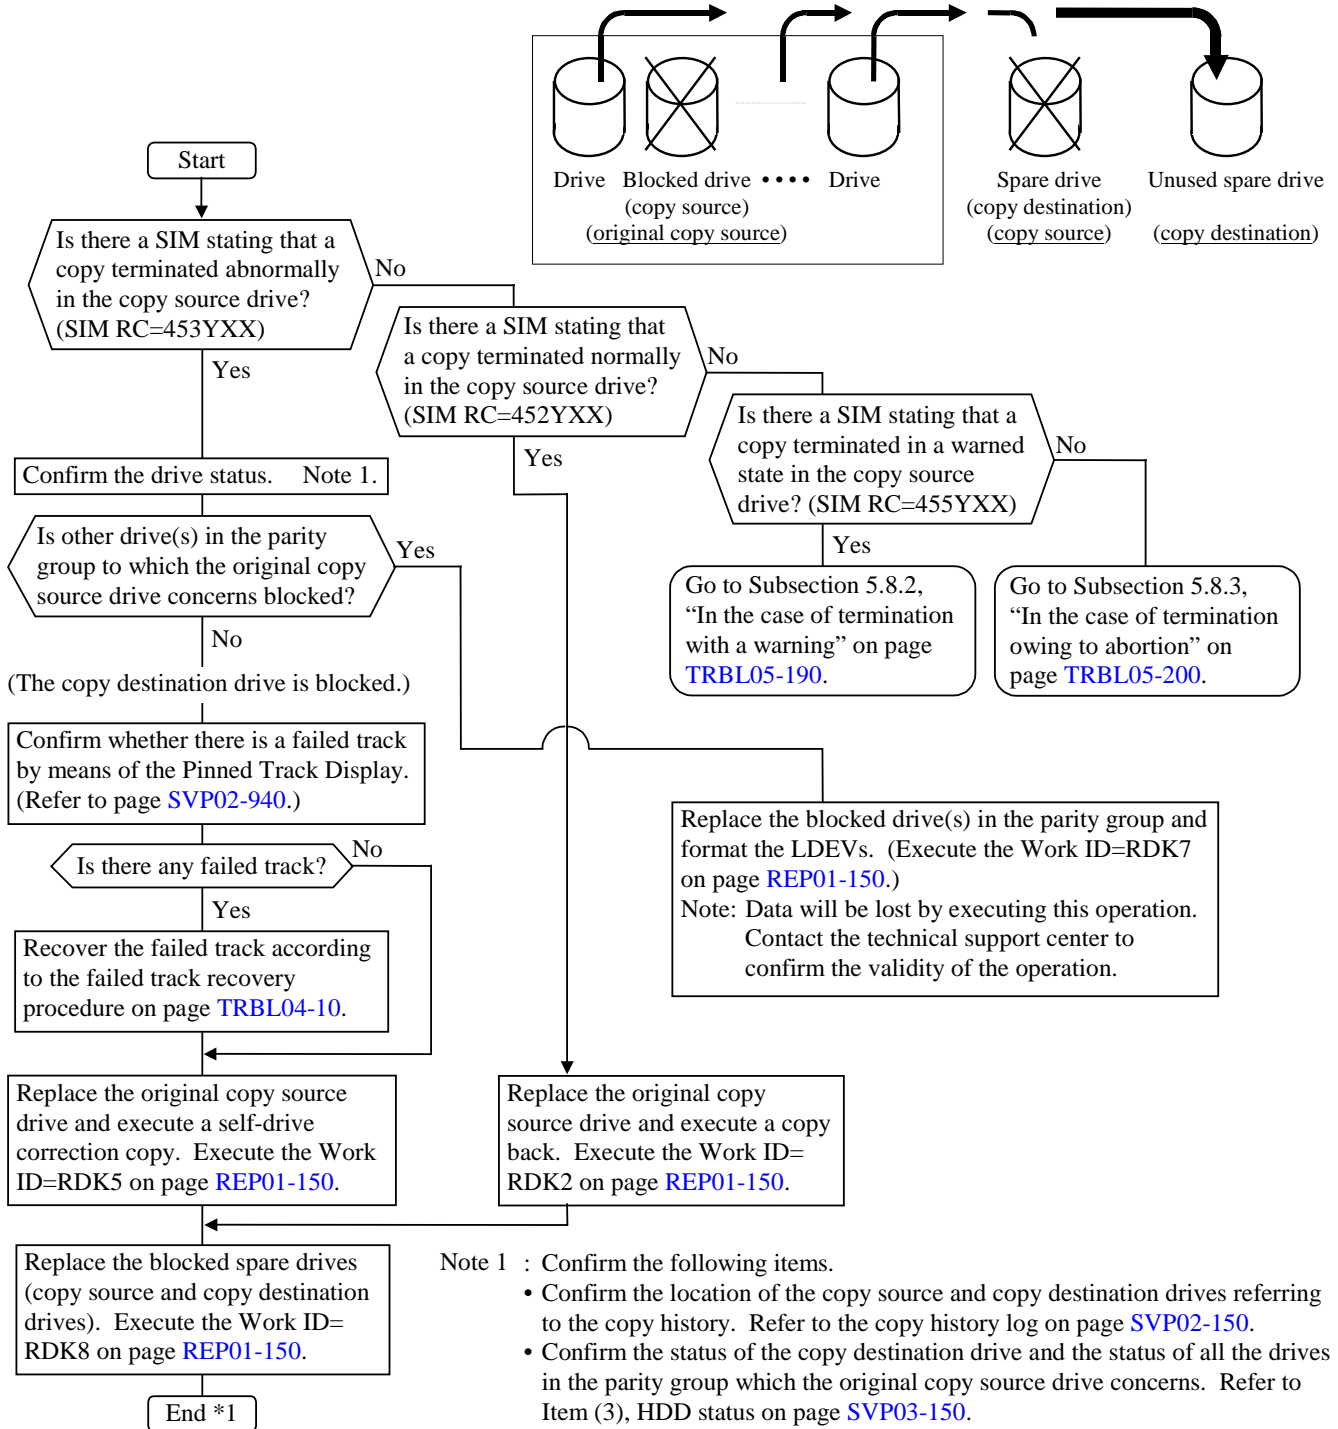 Drive
Blocked drive
(copy source)
(original copy source)
• • • •
Drive
Spare drive
(copy destination)
(copy source)
Unused spare drive
(copy destination)
Start
Is there a SIM stating that a
copy terminated abnormally
in the copy source drive?
(SIM RC=453YXX)
No
Yes
Is there a SIM stating that
a copy terminated normally
in the copy source drive?
(SIM RC=452YXX)
No
Yes
Is there a SIM stating that a
copy terminated in a warned
state in the copy source
drive? (SIM RC=455YXX)
No
Yes
Confirm the drive status. Note 1.
Is other drive(s) in the parity
group to which the original copy
source drive concerns blocked?
Yes
No
Go to Subsection 5.8.2,
“In the case of termination
with a warning” on page
TRBL05-190.
Go to Subsection 5.8.3,
“In the case of termination
owing to abortion” on
page TRBL05-200.
(The copy destination drive is blocked.)
Confirm whether there is a failed track
by means of the Pinned Track Display.
(Refer to page SVP02-940.)
Is there any failed track?
No
Yes
Replace the blocked drive(s) in the parity group and
format the LDEVs. (Execute the Work ID=RDK7
on page REP01-150.)
Note: Data will be lost by executing this operation.
Contact the technical support center to
confirm the validity of the operation.
Recover the failed track according
to the failed track recovery
procedure on page TRBL04-10.
Replace the original copy source
drive and execute a self-drive
correction copy. Execute the Work
ID=RDK5 on page REP01-150.
Replace the original copy
source drive and execute a copy
back. Execute the Work ID=
RDK2 on page REP01-150.
Replace the blocked spare drives
(copy source and copy destination
drives). Execute the Work ID=
RDK8 on page REP01-150.
End *1
Note 1 : Confirm the following items.
• Confirm the location of the copy source and copy destination drives referring
to the copy history. Refer to the copy history log on page SVP02-150.
• Confirm the status of the copy destination drive and the status of all the drives
in the parity group which the original copy source drive concerns. Refer to
Item (3), HDD status on page SVP03-150.